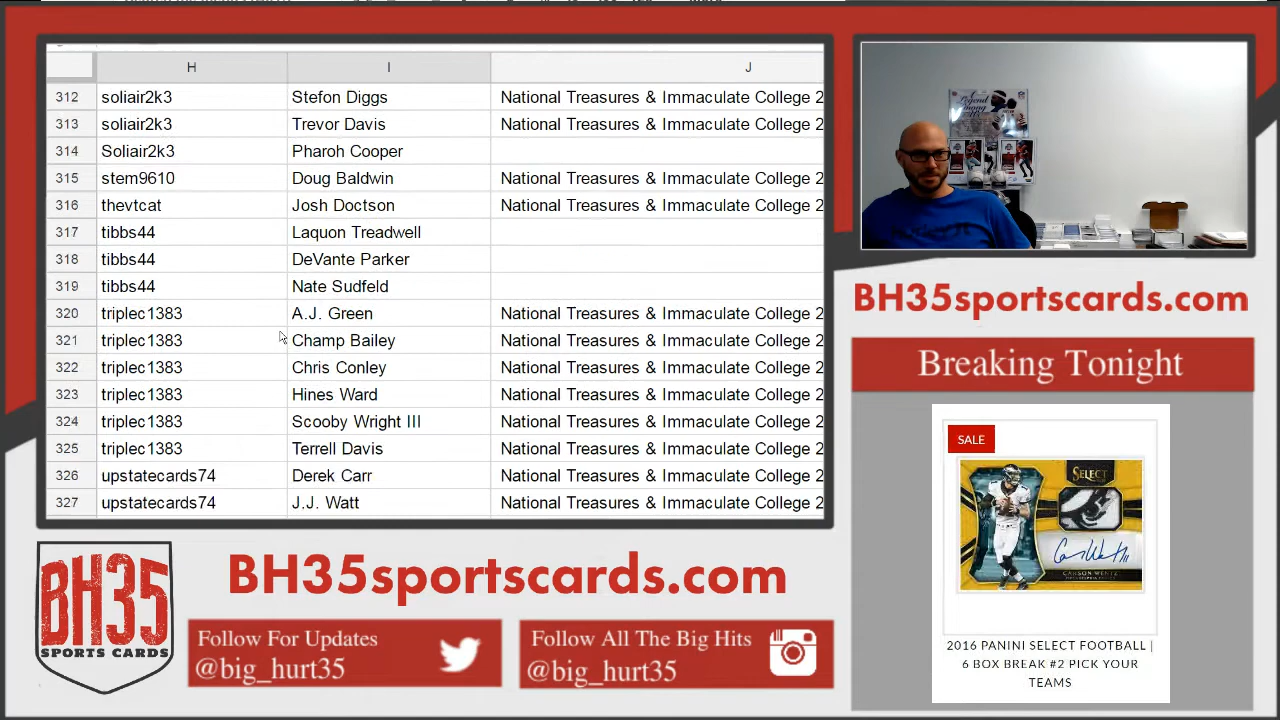 H I J
312 soliair2k3 Stefon Diggs National Treasures & Immaculate College 2
313 soliair2k3 Trevor Davis National Treasures & Immaculate College 2
314 Soliair2k3 Pharoh Cooper
315 stem9610 Doug Baldwin National Treasures & Immaculate College 2
316 thevtcat Josh Doctson National Treasures & Immaculate College 2
317 tibbs44 Laquon Treadwell
318 tibbs44 DeVante Parker
319 tibbs44 Nate Sudfeld
320 triplec1383 A.J. Green National Treasures & Immaculate College 2
321 triplec1383 Champ Bailey National Treasures & Immaculate College 2
322 triplec1383 Chris Conley National Treasures & Immaculate College 2
323 triplec1383 Hines Ward National Treasures & Immaculate College 2
324 triplec1383 Scooby Wright III National Treasures & Immaculate College 2
325 triplec1383 Terrell Davis National Treasures & Immaculate College 2
326 upstatecards74 Derek Carr National Treasures & Immaculate College 2
327 upstatecards74 J.J. Watt National Treasures & Immaculate College 2
BH35sportscards.com
Breaking Tonight
SALE
SELECT
CARSON WENTZ
2016 PANINI SELECT FOOTBALL |
6 BOX BREAK #2 PICK YOUR
TEAMS
BH35
SPORTS CARDS
BH35sportscards.com
Follow For Updates
@big_hurt35
Follow All The Big Hits
@big_hurt35